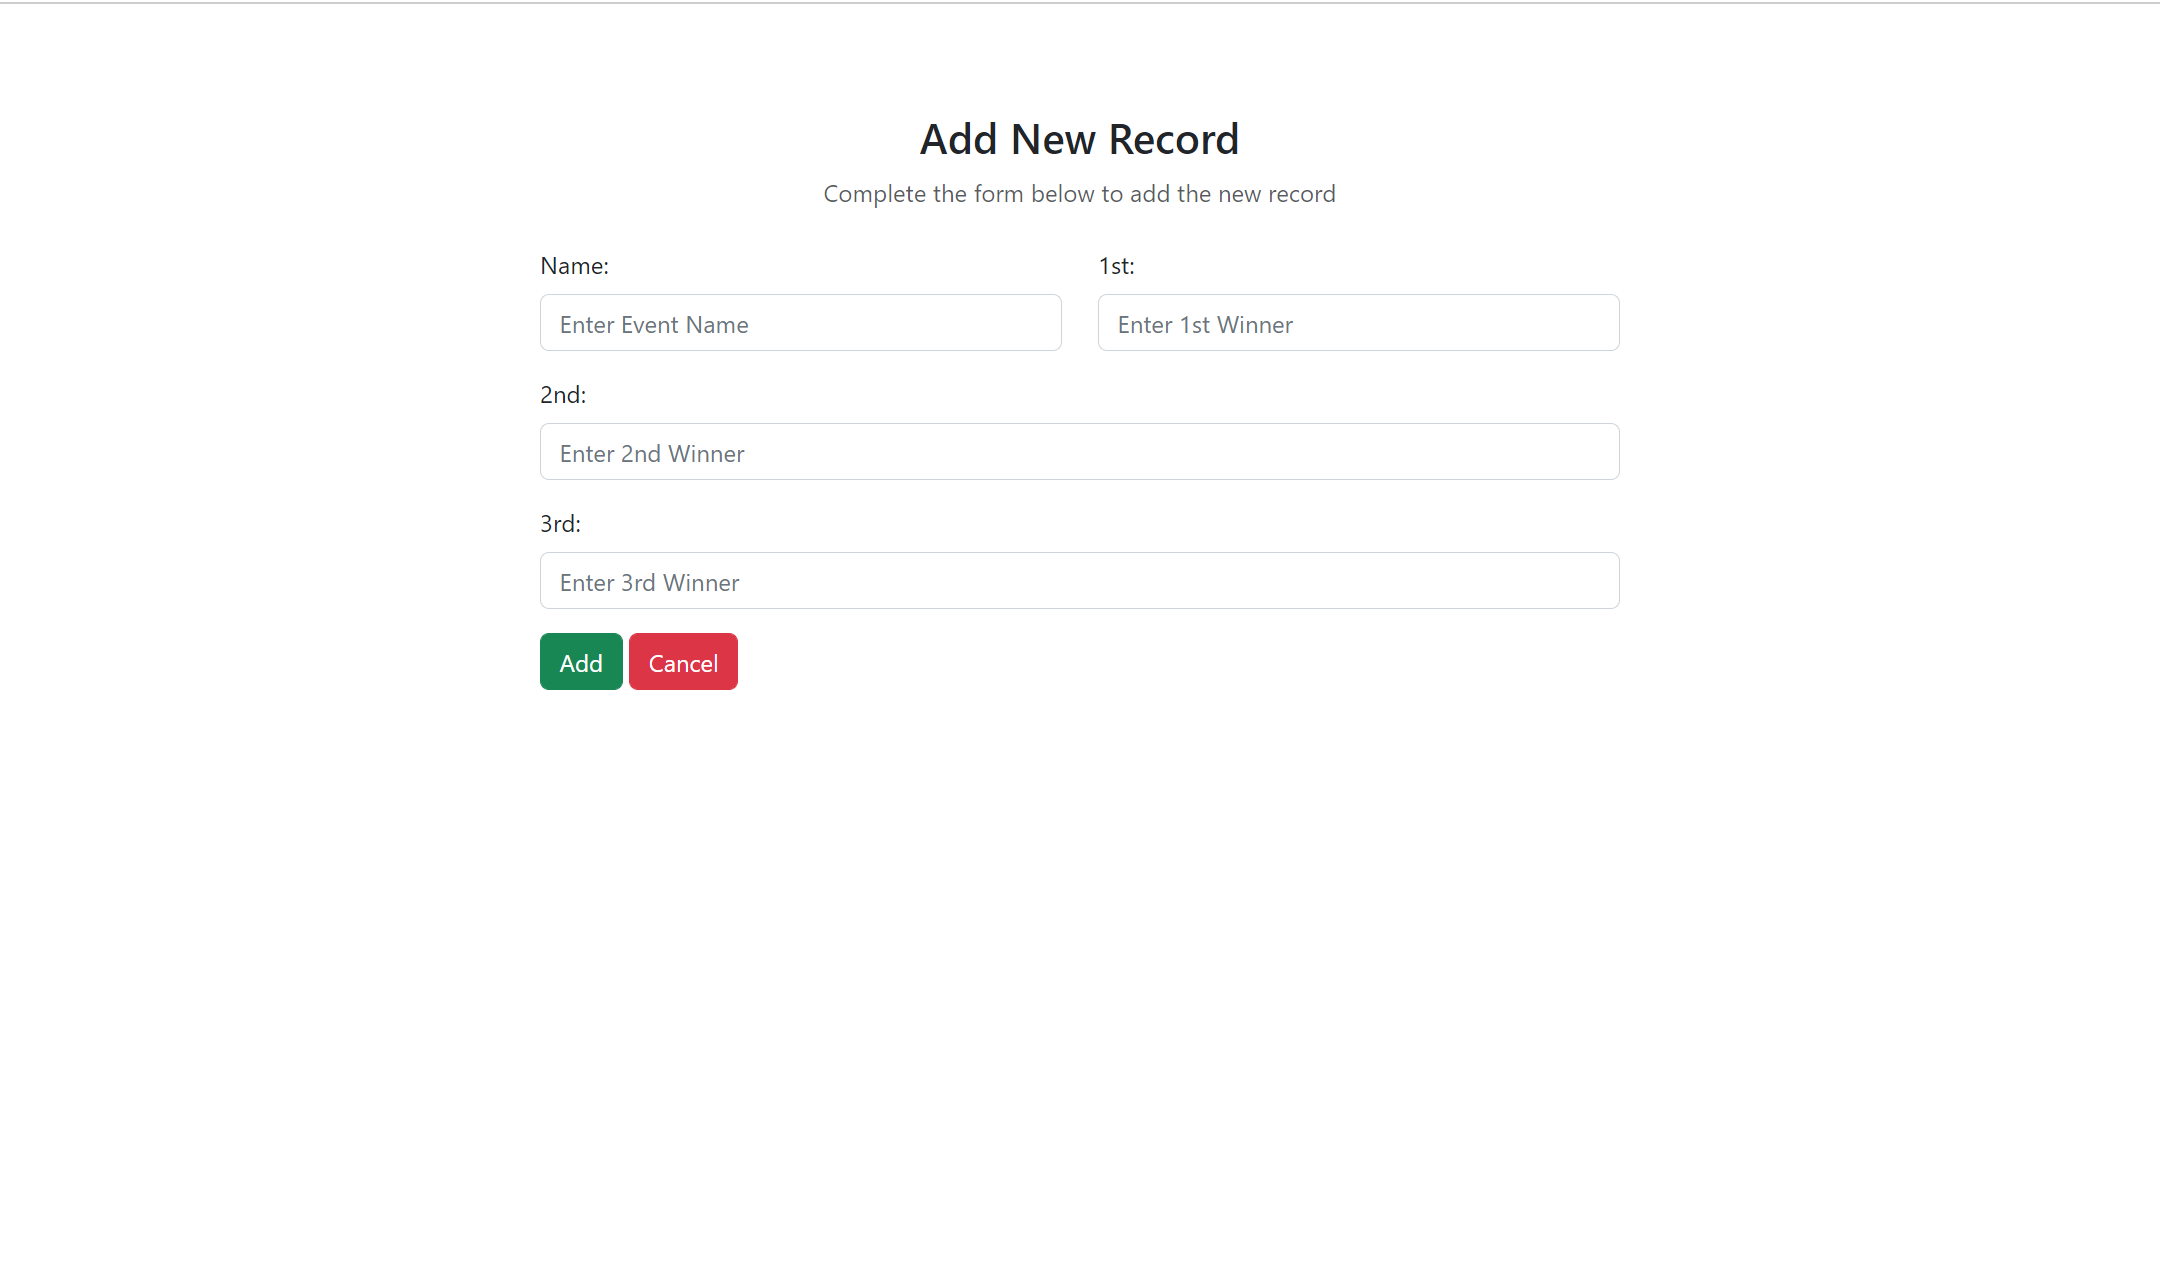 Add New Record
Complete the form below to add the new record
Name:
1st:
Enter Event Name
Enter 1st Winner
2nd:
Enter 2nd Winner
3rd:
Enter 3rd Winner
Add
Cancel